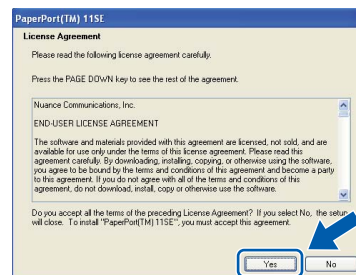 PaperPort(TM) 11SE
License Agreement
Please read the following license agreement carefully.
Press the PAGE DOWN key to see the rest of the agreement.
Nuance Communications, Inc.
END-USER LICENSE AGREEMENT
The software and materials provided with this agreement are licensed, not sold, and are
available for use only under the terms of this license agreement. Please read this
agreement carefully. By downloading, installing, copying, or otherwise using the software,
you agree to be bound by the terms and conditions of this agreement and become a party
to this agreement. If you do not agree with all of the terms and conditions of this
agreement, do not download, install, copy or otherwise use the software.
Do you accept all the terms of the preceding License Agreement? If you select No, the setup
will close. To install "PaperPort(TM) 11SE", you must accept this agreement.
Yes
No